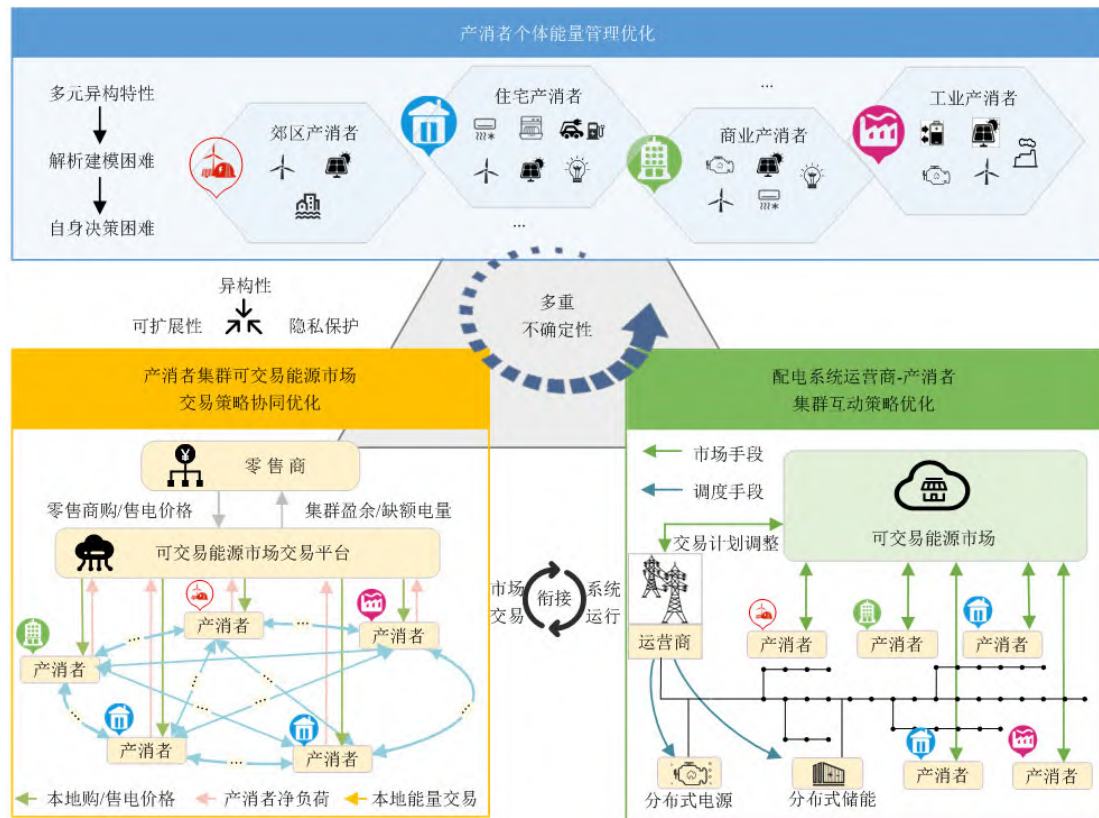 产消者个体能量管理优化
多元异构特性
解析建模困难
自身决策困难
郊区产消者
住宅产消者
...
商业产消者
...
工业产消者
异构性
可扩展性
隐私保护
多重
不确定性
产消者集群可交易能源市场
交易策略协同优化
零售商
零售商购/售电价格
集群盈余/缺额电量
可交易能源市场交易平台
产消者
...
产消者
...
产消者
...
...
...
...
...
...
产消者
...
产消者
本地购/售电价格
产消者净负荷
本地能量交易
市场
交易
衔接
系统
运行
配电系统运营商-产消者
集群互动策略优化
市场手段
调度手段
可交易能源市场
交易计划调整
运营商
产消者
产消者
产消者
产消者
产消者
分布式电源
分布式储能